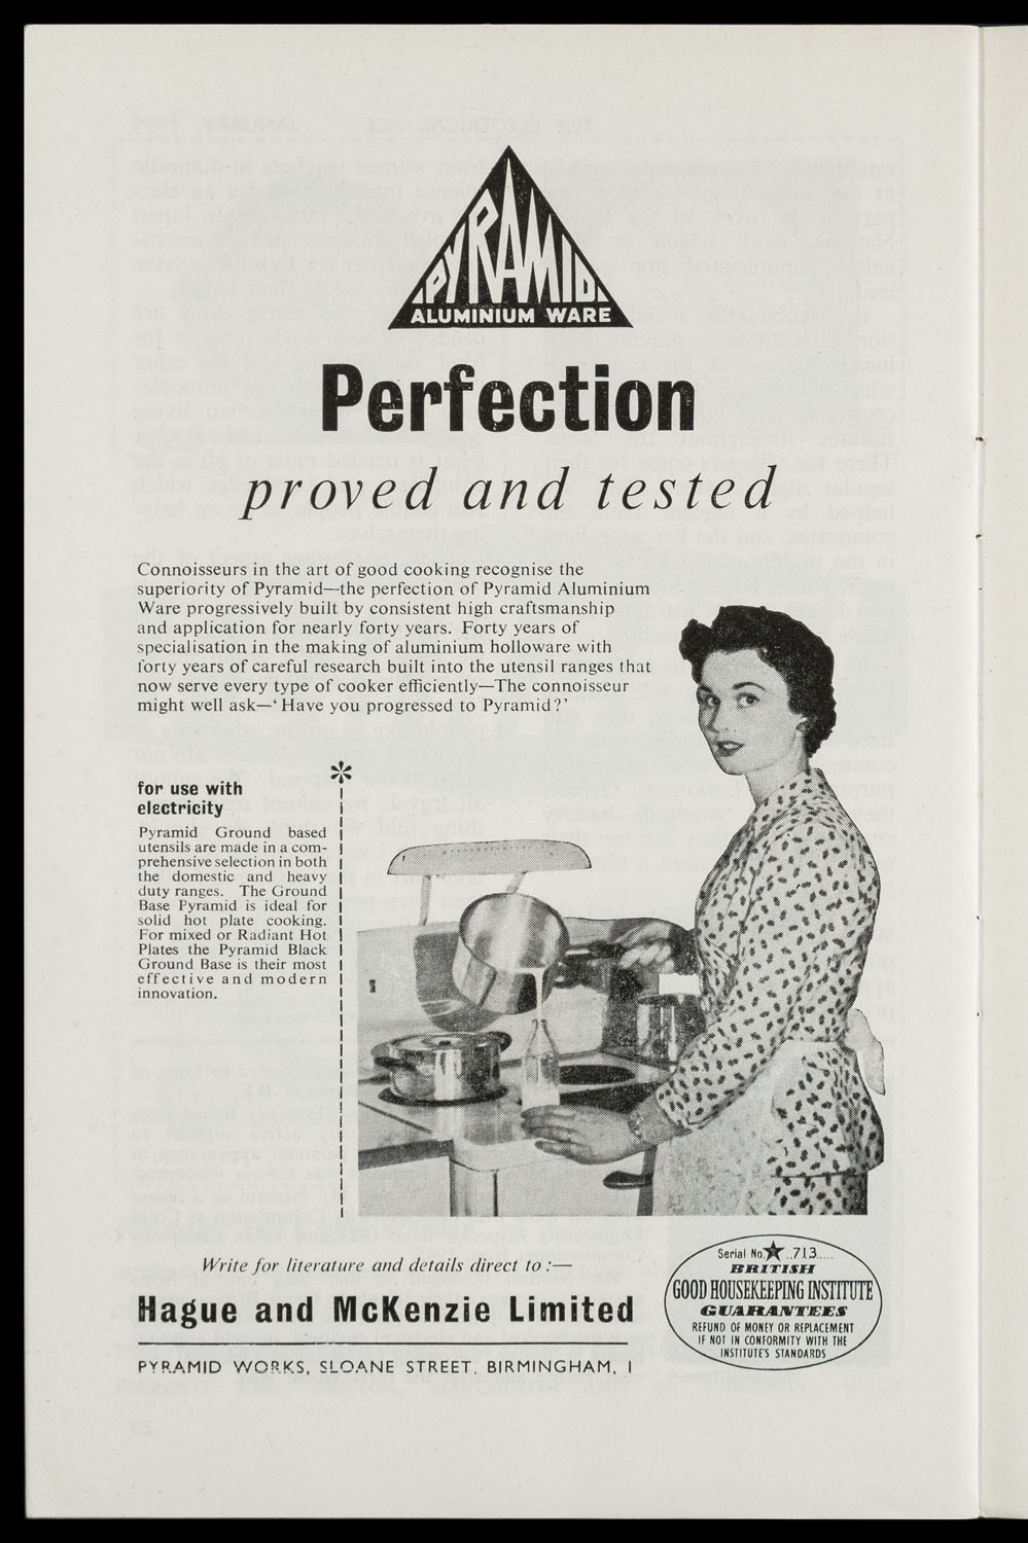 PYRAMID
ALUMINIUM WARE
Perfection
proved and tested
Connoisseurs in the art of good cooking recognise the
superiority of Pyramid—the perfection of Pyramid Aluminium
Ware progressively built by consistent high craftsmanship
and application for nearly forty years. Forty years of
specialisation in the making of aluminium holloware with
forty years of careful research built into the utensil ranges that
now serve every type of cooker efficiently—The connoisseur
might well ask—‘Have you progressed to Pyramid?’
*
for use with
electricity
Pyramid Ground based
utensils are made in a com-
prehensive selection in both
the domestic and heavy
duty ranges. The Ground
Base Pyramid is ideal for
solid hot plate cooking.
For mixed or Radiant Hot
Plates the Pyramid Black
Ground Base is their most
effective and modern
innovation.
Write for literature and details direct to :—
Hague and McKenzie Limited
PYRAMID WORKS, SLOANE STREET, BIRMINGHAM, 1
Serial No.★..713.....
BRITISH
GOOD HOUSEKEEPING INSTITUTE
GUARANTEES
REFUND OF MONEY OR REPLACEMENT
IF NOT IN CONFORMITY WITH THE
INSTITUTE'S STANDARDS